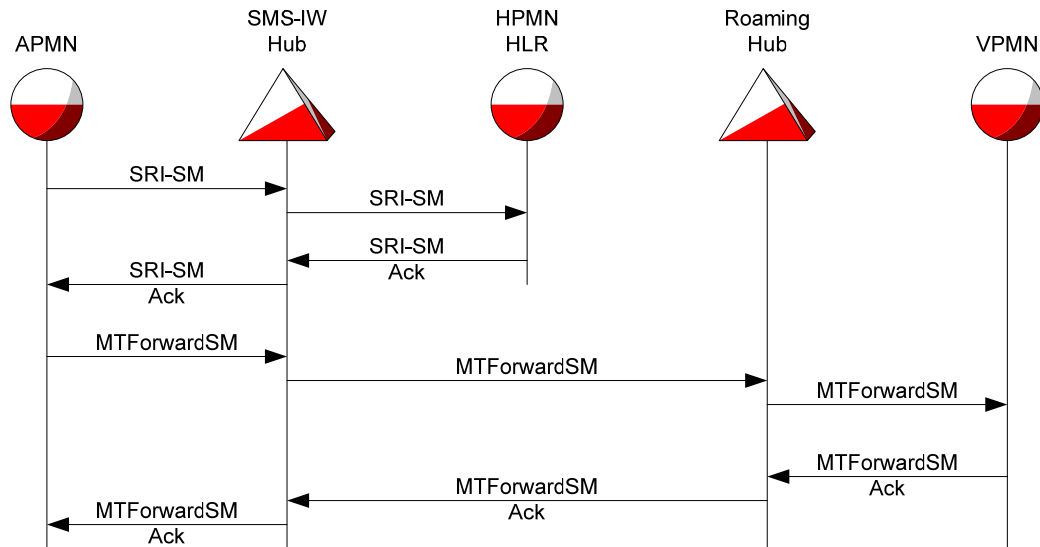 APMN
SMS-IW
Hub
HPMN
HLR
Roaming
Hub
VPMN
SRI-SM
SRI-SM
SRI-SM
Ack
SRI-SM
Ack
MTForwardSM
MTForwardSM
MTForwardSM
MTForwardSM
Ack
MTForwardSM
Ack
MTForwardSM
Ack